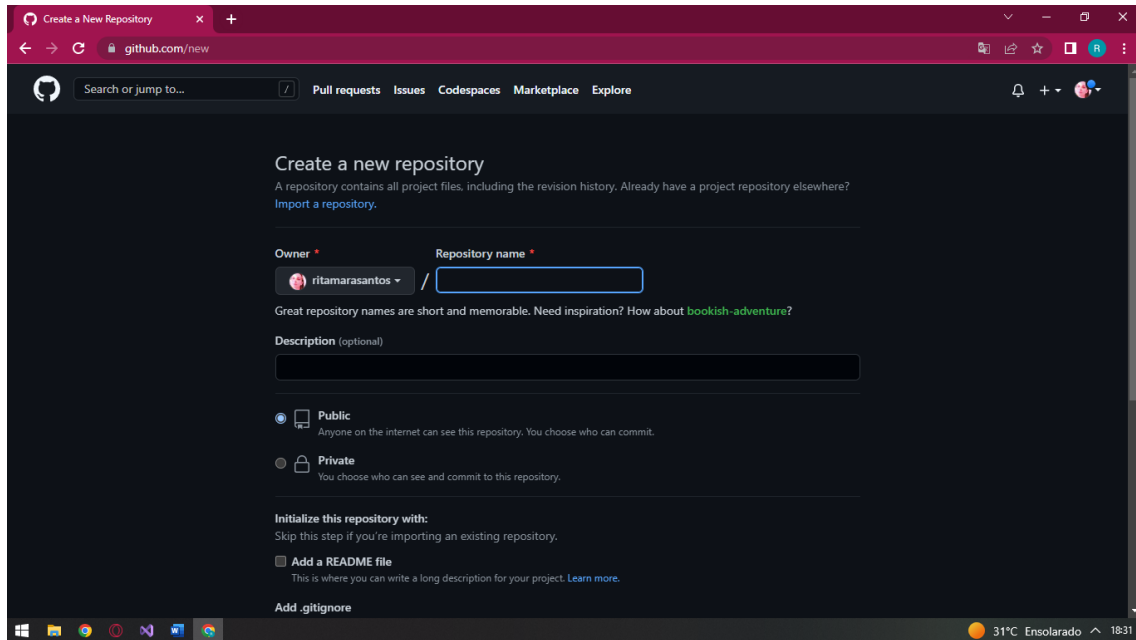 Create a New Repository
github.com/new
R
Search or jump to...
/
Pull requests Issues Codespaces Marketplace Explore
Create a new repository
A repository contains all project files, including the revision history. Already have a project repository elsewhere?
Import a repository.
Owner * Repository name *
ritamarasantos /
Great repository names are short and memorable. Need inspiration? How about bookish-adventure?
Description (optional)
Public
Anyone on the internet can see this repository. You choose who can commit.
Private
You choose who can see and commit to this repository.
Initialize this repository with:
Skip this step if you're importing an existing repository.
Add a README file
This is where you can write a long description for your project. Learn more.
Add .gitignore
31°C Ensolarado 18:31